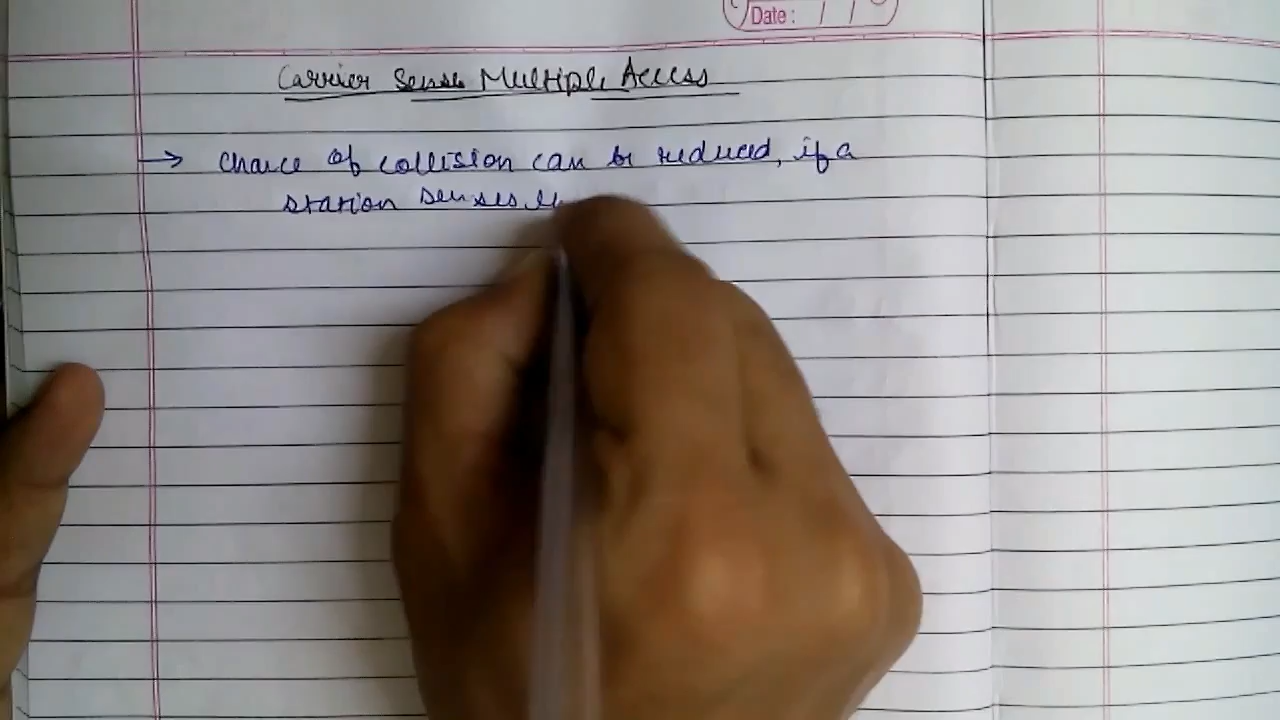 Date : / /
Carrier Sense Multiple Access
→ Chance of collision can be reduced, if a
station senses